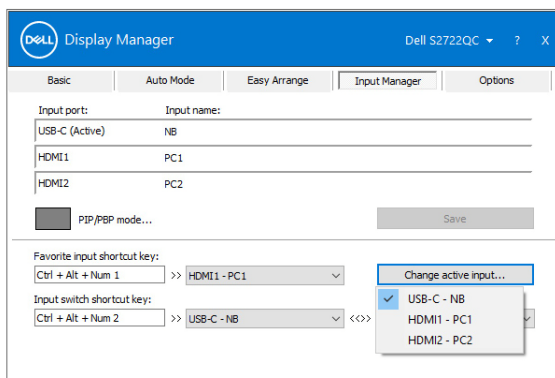 DELL Display Manager Dell S2722QC ? X
Basic Auto Mode Easy Arrange Input Manager Options
Input port: Input name:
USB-C (Active) NB
HDMI1 PC1
HDMI2 PC2
PIP/PBP mode... Save
Favorite input shortcut key:
Ctrl + Alt + Num 1 >> HDMI1 - PC1 Change active input...
Input switch shortcut key:
Ctrl + Alt + Num 2 >> USB-C - NB <<>>
USB-C - NB
HDMI1 - PC1
HDMI2 - PC2